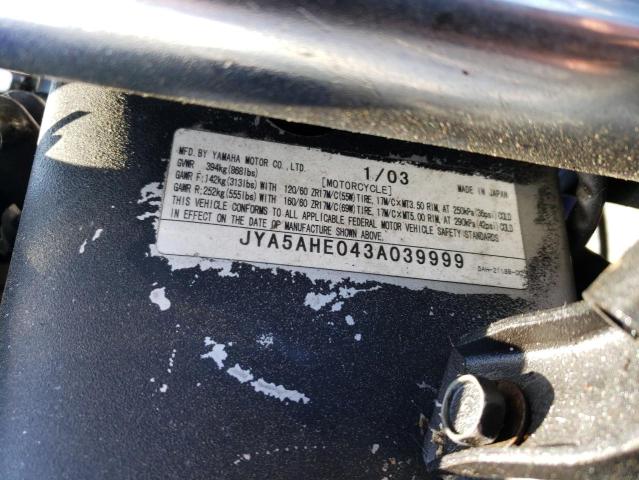 MFD. BY YAMAHA MOTOR CO., LTD. 1/03
GVWR 394kg(868lbs) [MOTORCYCLE] MADE IN JAPAN
GAWR F: 142kg(313lbs) WITH 120/60 ZR17M/C(55W) TIRE, 17M/C×MT3.50 RIM, AT 250kPa(36psi) COLD
GAWR R: 252kg(555lbs) WITH 160/60 ZR17M/C(69W) TIRE, 17M/C×MT5.00 RIM, AT 290kPa(42psi) COLD
THIS VEHICLE CONFORMS TO ALL APPLICABLE FEDERAL MOTOR VEHICLE SAFETY STANDARDS
IN EFFECT ON THE DATE OF MANUFACTURE SHOWN ABOVE.
JYA5AHE043A039999